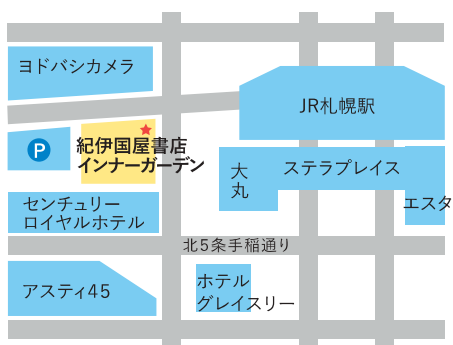 ヨドバシカメラ
JR札幌駅
P
紀伊国屋書店
インナーガーデン
大
丸
ステラプレイス
エスタ
センチュリー
ロイヤルホテル
北5条手稲通り
アスティ45
ホテル
グレイスリー